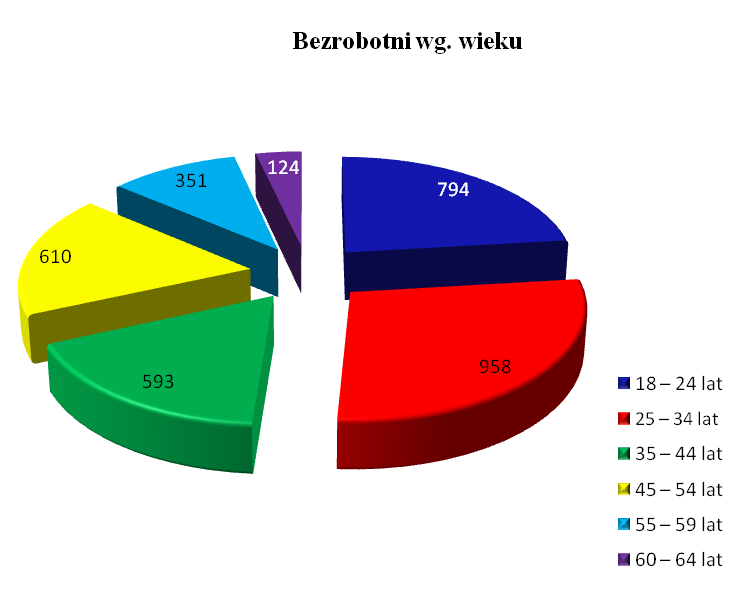 Bezrobotni wg. wieku
124
794
351
610
958
593
18 – 24 lat
25 – 34 lat
35 – 44 lat
45 – 54 lat
55 – 59 lat
60 – 64 lat